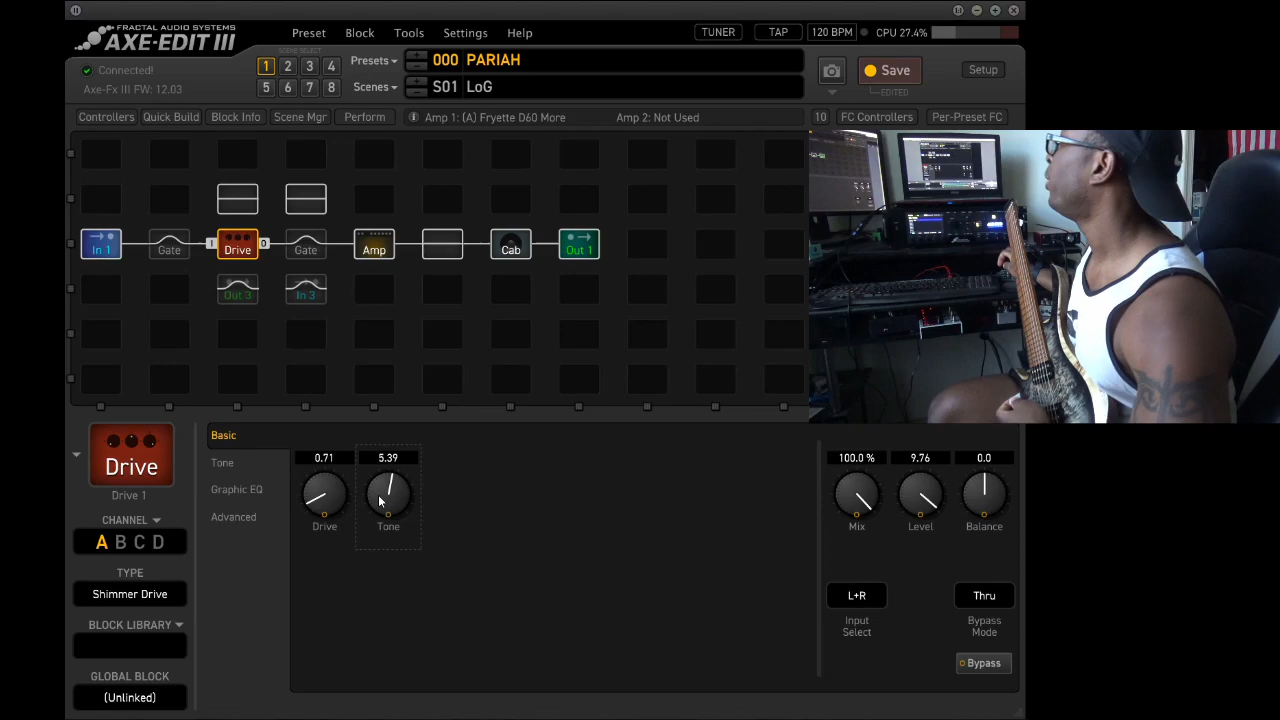 FRACTAL AUDIO SYSTEMS
AXE-EDIT III
Preset Block Tools Settings Help
TUNER TAP 120 BPM CPU 27.4%
Connected!
Axe-Fx III FW: 12.03
SCENE SELECT
1 2 3 4
5 6 7 8
Presets 000 PARIAH
Scenes S01 LoG
Save
EDITED
Setup
Controllers Quick Build Block Info Scene Mgr Perform Amp 1: (A) Fryette D60 More Amp 2: Not Used 10 FC Controllers Per-Preset FC
In 1 Gate I Drive O Gate Amp Cab Out 1
Out 3 In 3
Drive
Drive 1
CHANNEL
A B C D
TYPE
Shimmer Drive
BLOCK LIBRARY
GLOBAL BLOCK
(Unlinked)
Basic
Tone
Graphic EQ
Advanced
0.71 5.39
Drive Tone
100.0 % 9.76 0.0
Mix Level Balance
L+R Thru
Input Select
Bypass Mode
Bypass